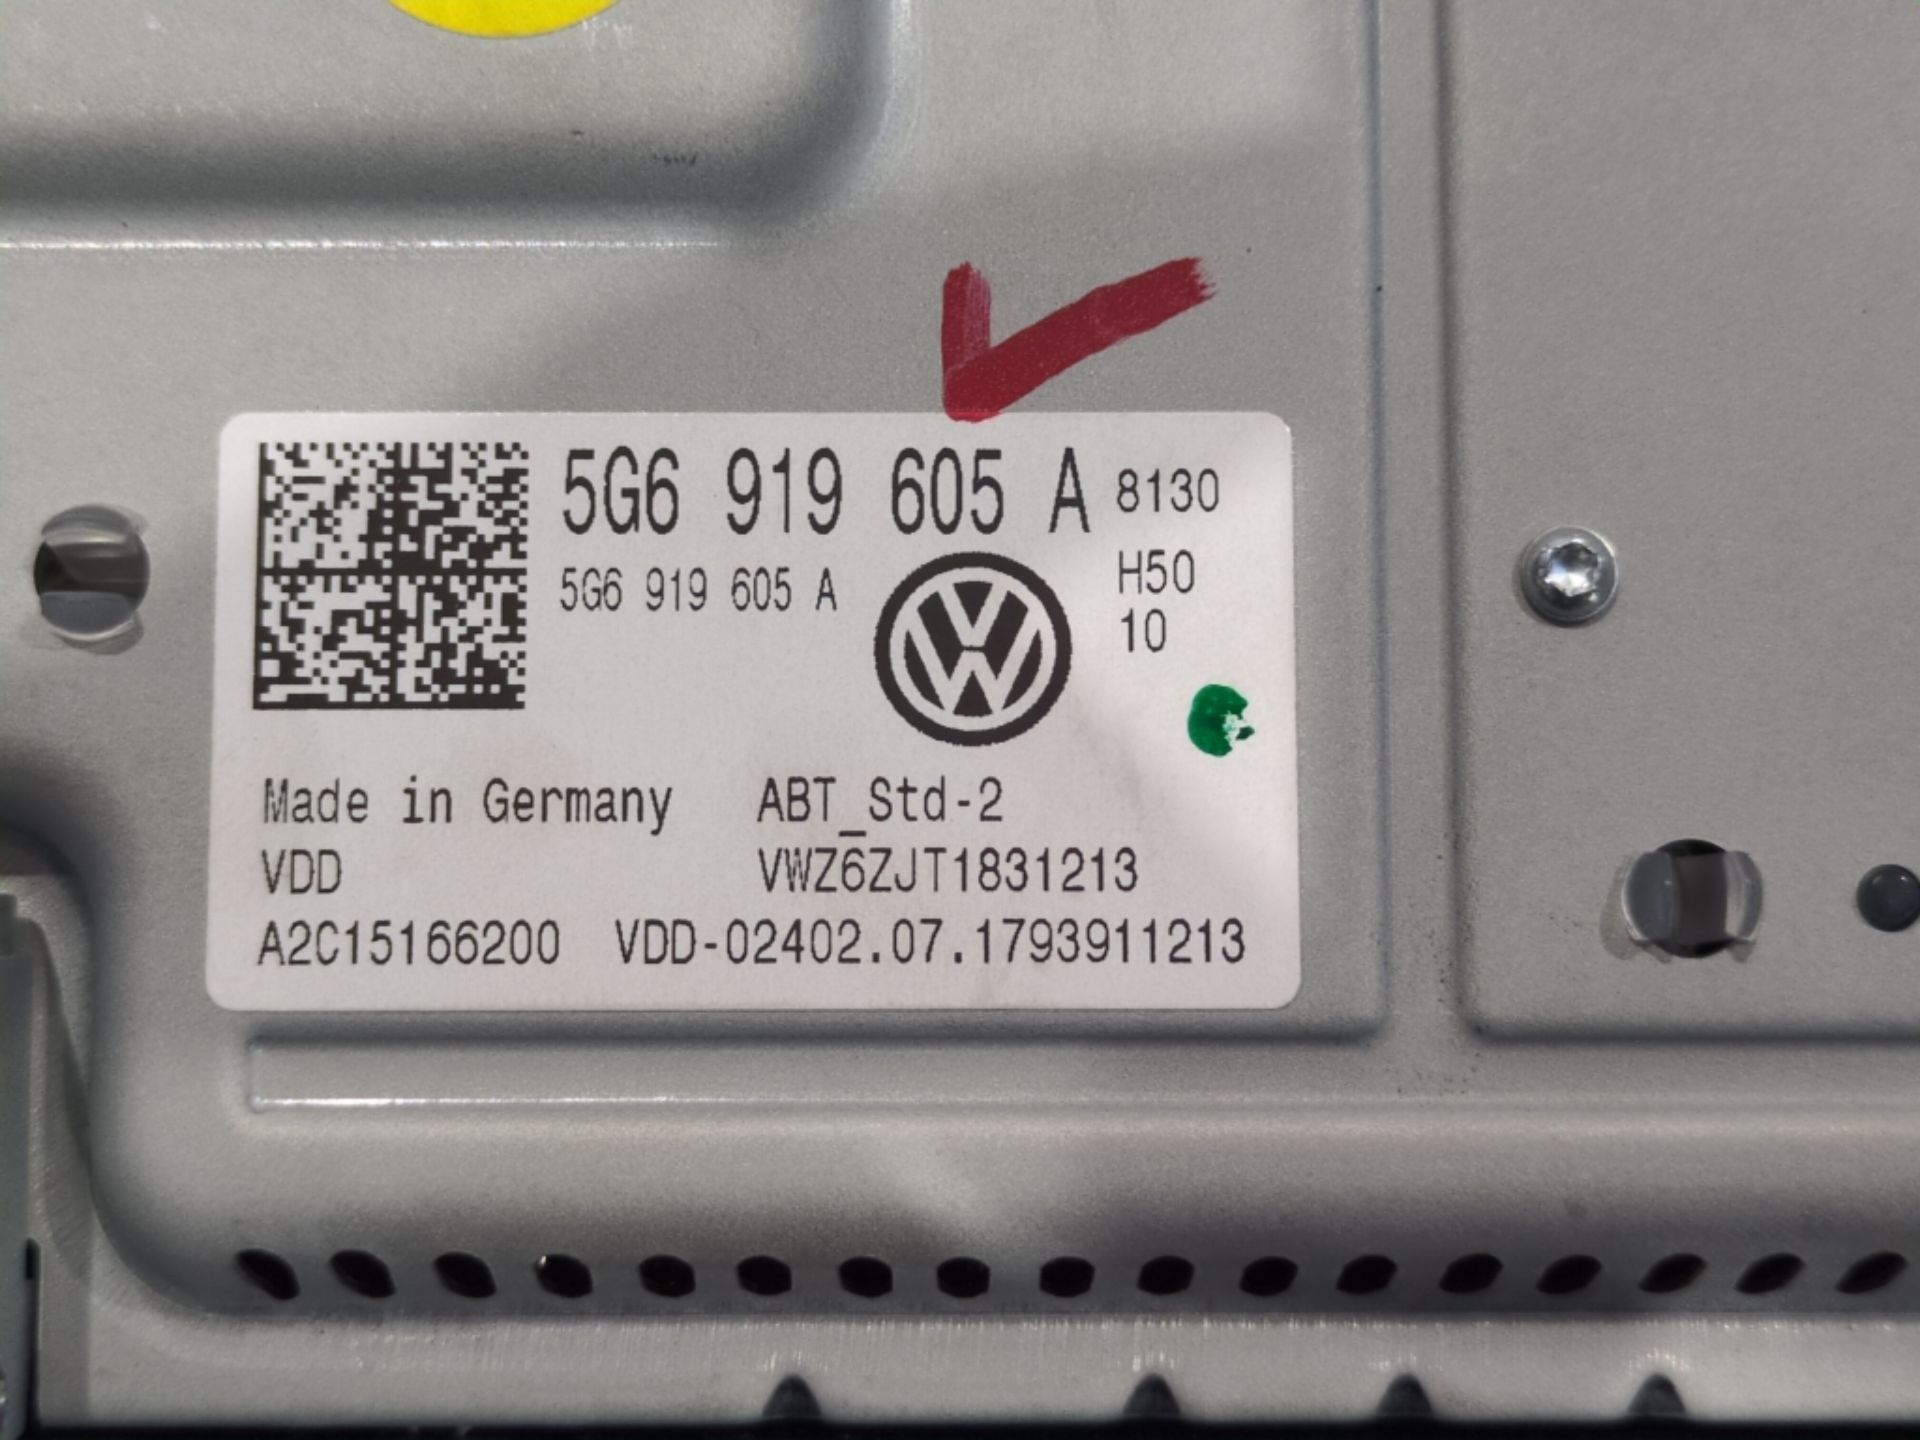 5G6 919 605 A 8130
5G6 919 605 A H50
10
Made in Germany ABT_Std-2
VDD VWZ6ZJT1831213
A2C15166200 VDD-02402.07.1793911213